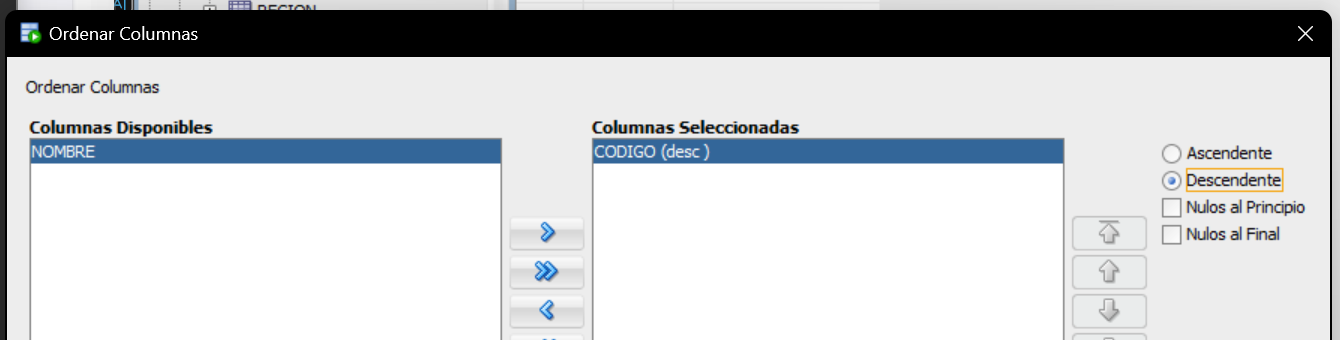 REGION
Ordenar Columnas
Ordenar Columnas
Columnas Disponibles
NOMBRE
Columnas Seleccionadas
CODIGO (desc )
Ascendente
Descendente
Nulos al Principio
Nulos al Final